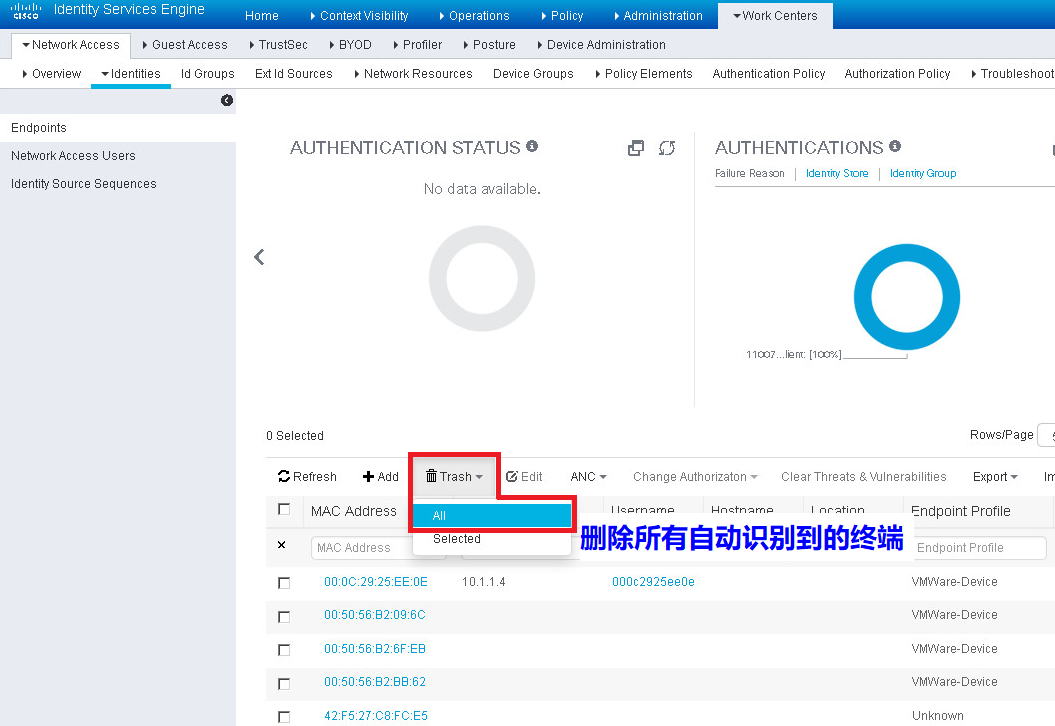 cisco Identity Services Engine
Home Context Visibility Operations Policy Administration Work Centers
Network Access Guest Access TrustSec BYOD Profiler Posture Device Administration
Overview Identities Id Groups Ext Id Sources Network Resources Device Groups Policy Elements Authentication Policy Authorization Policy Troubleshoot
Endpoints
Network Access Users
Identity Source Sequences
AUTHENTICATION STATUS
No data available.
AUTHENTICATIONS
Failure Reason Identity Store Identity Group
11007...lient: [100%]
0 Selected
Rows/Page
Refresh Add Trash Edit ANC Change Authorizaton Clear Threats & Vulnerabilities Export
All
Selected
删除所有自动识别到的终端
MAC Address Username Hostname Location Endpoint Profile
MAC Address Endpoint Profile
00:0C:29:25:EE:0E 10.1.1.4 000c2925ee0e VMWare-Device
00:50:56:B2:09:6C VMWare-Device
00:50:56:B2:6F:EB VMWare-Device
00:50:56:B2:BB:62 VMWare-Device
42:F5:27:C8:FC:E5 Unknown